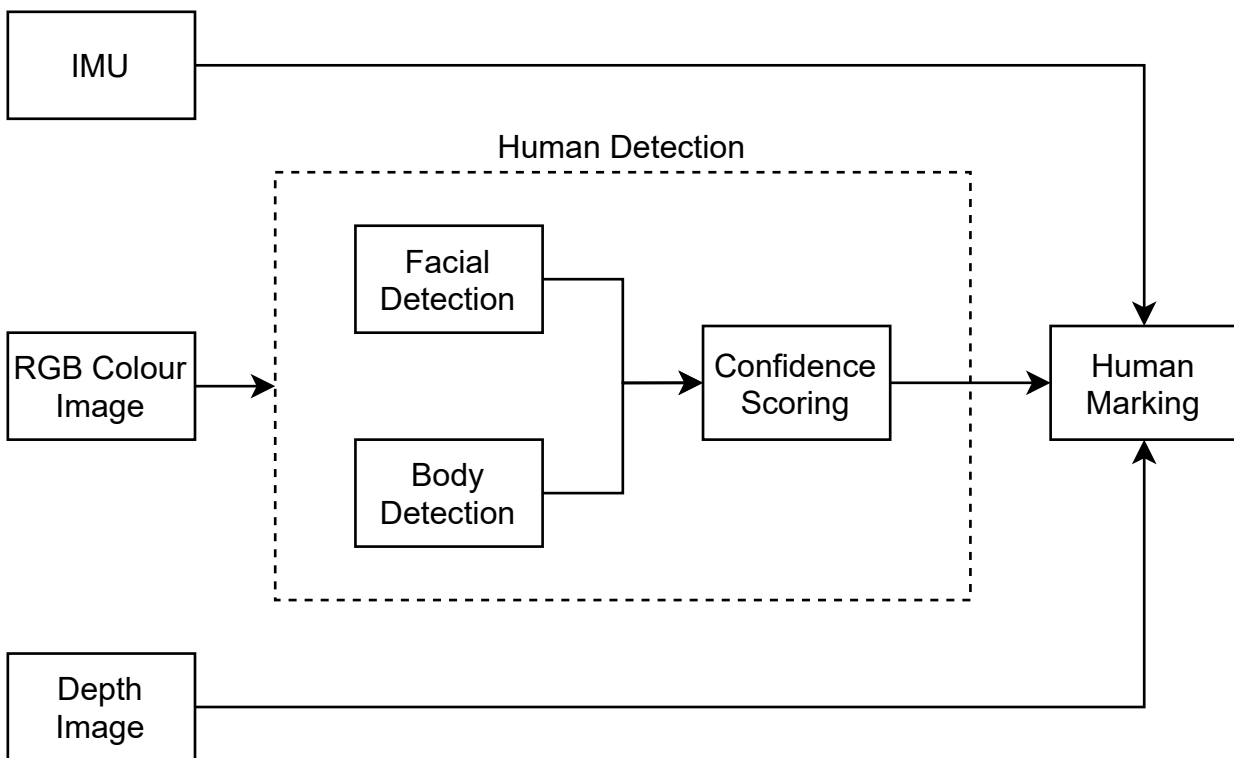 IMU
Human Detection
Facial
Detection
RGB Colour
Image
Confidence
Scoring
Human
Marking
Body
Detection
Depth
Image